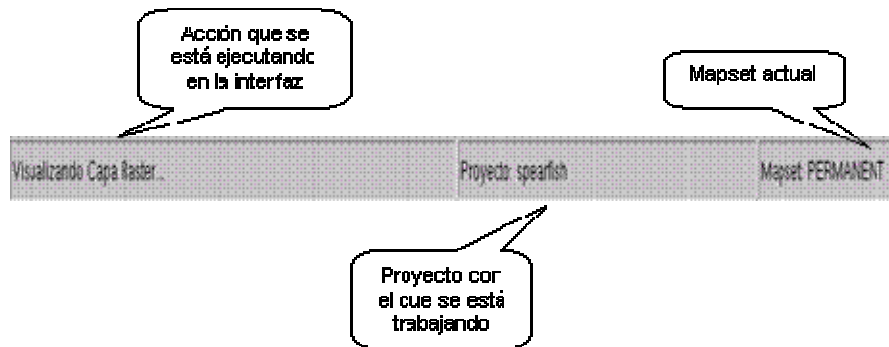 Acción que se
está ejecutando
en la interfaz
Mapset actual
Visualizando Capa Raster...
Proyecto: spearfish
Mapset: PERMANENT
Proyecto con
el que se está
trabajando